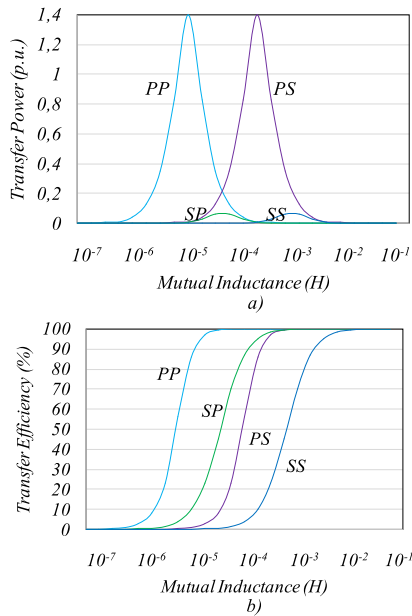 Transfer Power (p.u.)
1,4
1,2
1
0,8
0,6
0,4
0,2
0
PP
PS
SP
SS
10-7 10-6 10-5 10-4 10-3 10-2 10-1
Mutual Inductance (H)
a)
Transfer Efficiency (%)
100
90
80
70
60
50
40
30
20
10
0
PP
SP
PS
SS
10-7 10-6 10-5 10-4 10-3 10-2 10-1
Mutual Inductance (H)
b)